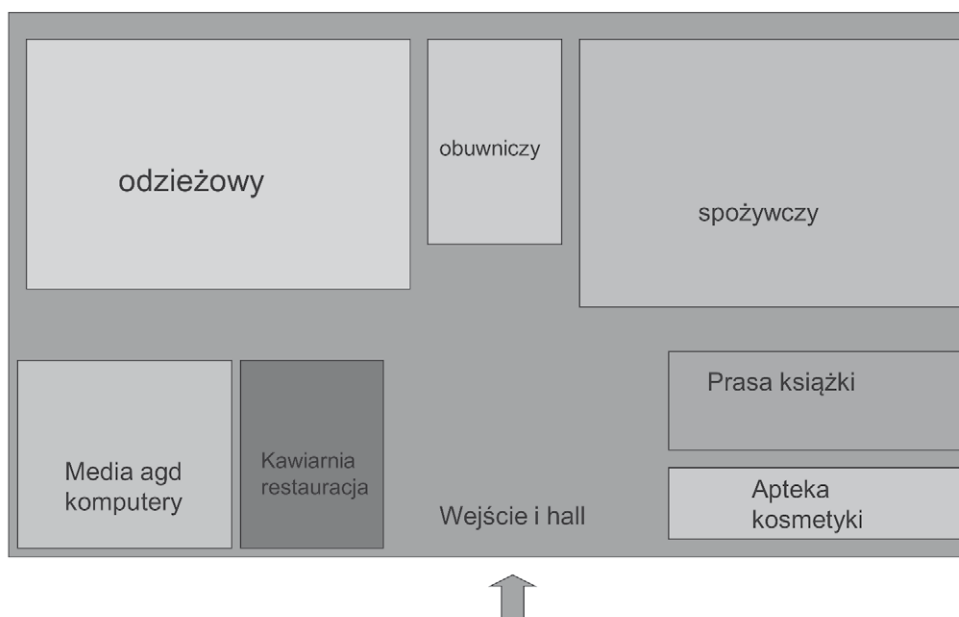 odzieżowy
obuwniczy
spożywczy
Media agd
komputery
Kawiarnia
restauracja
Wejście i hall
Prasa książki
Apteka
kosmetyki